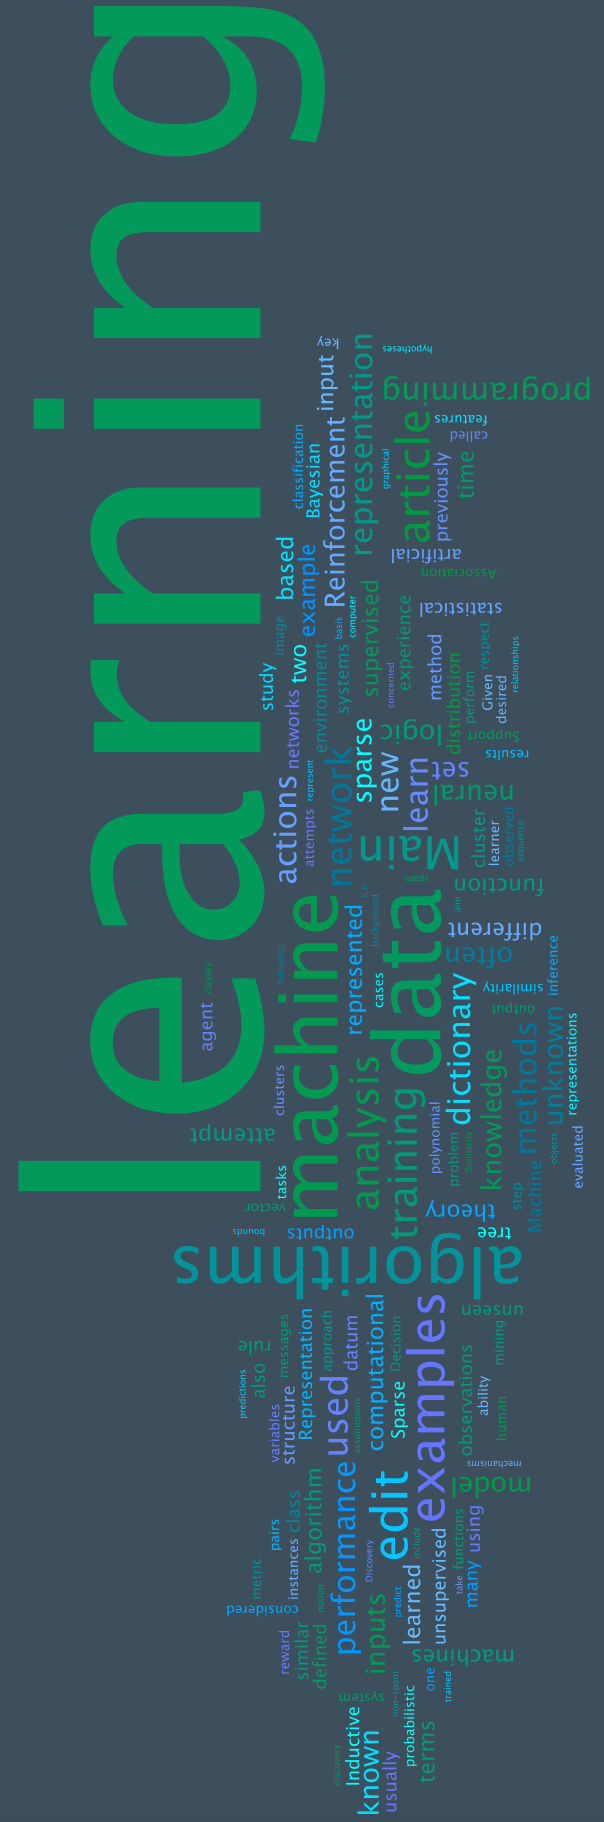 learning
key
hypotheses
input
representation
programming
features
called
article
classification
Bayesian
Reinforcement
graphical
previously
time
artificial
Association
based
example
statistical
image
basis
computer
supervised
experience
study
two
environment
systems
concerned
method
distribution
respect
perform
Given
desired
relationships
networks
sparse
logic
Support
results
actions
attempts
represent
network
new
learn
set
neural
Main
cluster
learner
observed
sequence
spam
function
ILP
background
aim
different
following
machine
represented
data
often
classes
agent
cases
dictionary
similarity
inference
output
clusters
analysis
training
polynomial
problem
Similarity
knowledge
methods
unknown
representations
objects
evaluated
attempt
tasks
vector
theory
step
Machine
bounds
outputs
tree
algorithms
unseen
rule
messages
Representation
approach
datum
computational
Decision
examples
mining
predictions
also
variables
structure
used
assumptions
Sparse
observations
ability
human
mechanisms
model
pairs
class
algorithm
performance
edit
Discovery
include
functions
using
metric
instances
notion
predict
learned
unsupervised
take
many
considered
reward
similar
defined
inputs
machines
system
non-spam
one
trained
discovery
Inductive
known
usually
probabilistic
terms